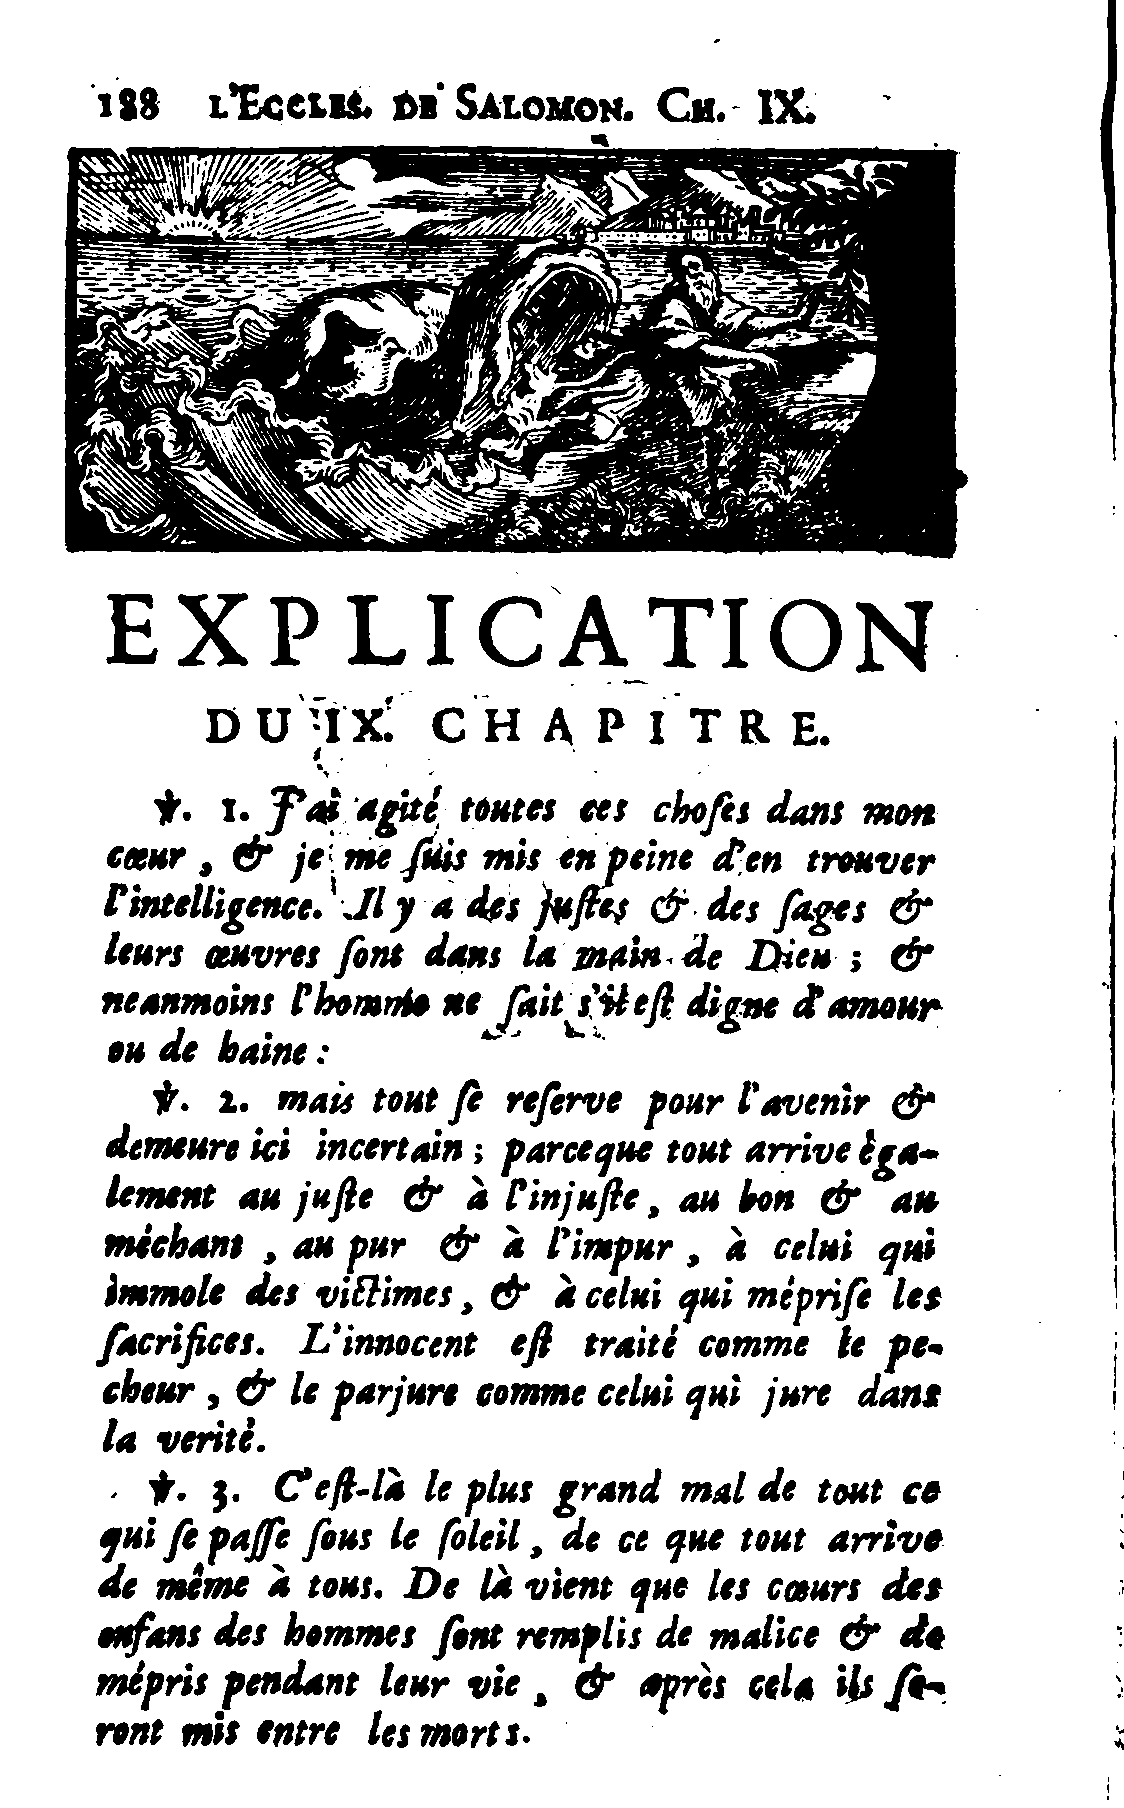 188 L'ECCLES. DE SALOMON. CH. IX.
EXPLICATION
DU IX. CHAPITRE.
℣. 1. J'ai agité toutes ces choſes dans mon
cœur, & je me ſuis mis en peine d'en trouver
l'intelligence. Il y a des juſtes & des ſages &
leurs œuvres ſont dans la main de Dieu ; &
neanmoins l'homme ne ſait s'il eſt digne d'amour
ou de haine :
℣. 2. mais tout ſe reſerve pour l'avenir &
demeure ici incertain ; parceque tout arrive éga-
lement au juſte & à l'injuſte, au bon & au
méchant, au pur & à l'impur, à celui qui
immole des victimes, & à celui qui mépriſe les
ſacrifices. L'innocent eſt traité comme le pe-
cheur, & le parjure comme celui qui jure dans
la verité.
℣. 3. C'eſt-là le plus grand mal de tout ce
qui ſe paſſe ſous le ſoleil, de ce que tout arrive
de même à tous. De là vient que les cœurs des
enfans des hommes ſont remplis de malice & de
mépris pendant leur vie, & après cela ils ſe-
ront mis entre les morts.